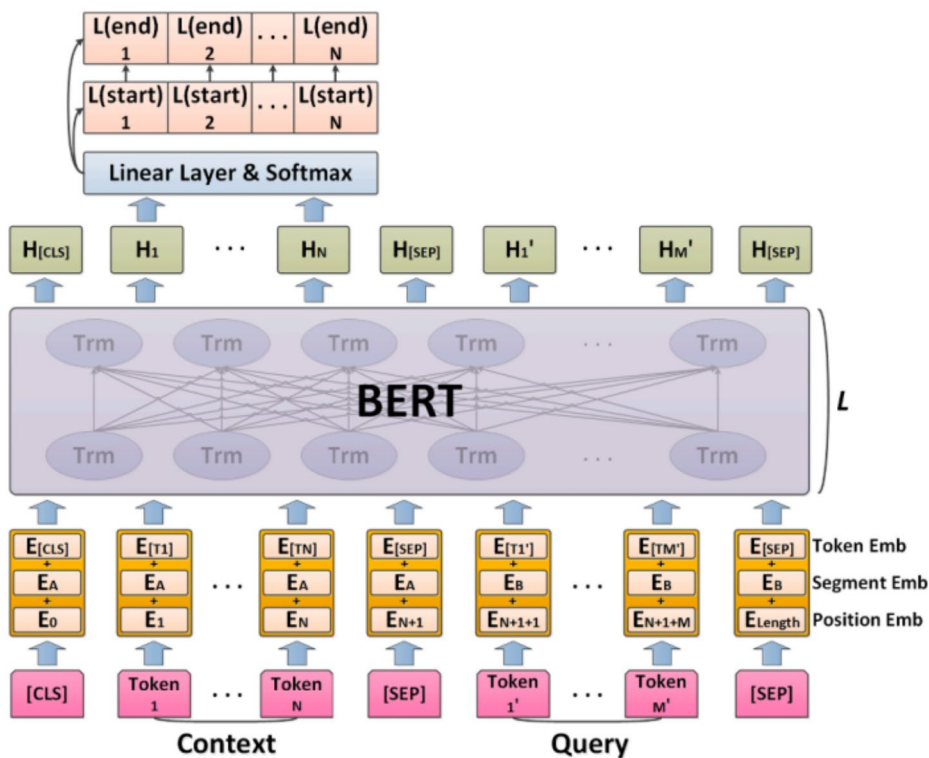 L(end) L(end) ... L(end)
1 2 N
L(start) L(start) ... L(start)
1 2 N
Linear Layer & Softmax
H[CLS] H1 ... HN H[SEP] H1' ... HM' H[SEP]
Trm Trm Trm Trm ... Trm
BERT
L
Trm Trm Trm Trm ... Trm
E[CLS] E[T1] E[TN] E[SEP] E[T1'] E[TM'] E[SEP] Token Emb
+ + + + + + +
EA EA ... EA EA EB ... EB EB Segment Emb
+ + + + + + +
E0 E1 EN EN+1 EN+1+1 EN+1+M ELength Position Emb
[CLS] Token ... Token [SEP] Token ... Token [SEP]
1 N 1' M'
Context Query